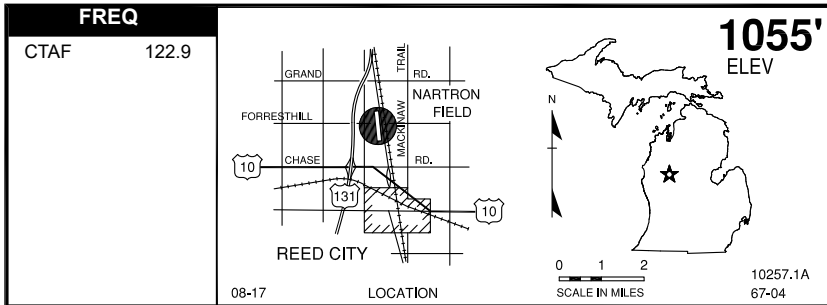 FREQ
CTAF 122.9
GRAND RD.
TRAIL
NARTRON
FIELD
FORRESTHILL
MACKINAW
CHASE RD.
10
131
10
REED CITY
08-17
LOCATION
1055'
ELEV
N
0 1 2
SCALE IN MILES
10257.1A
67-04